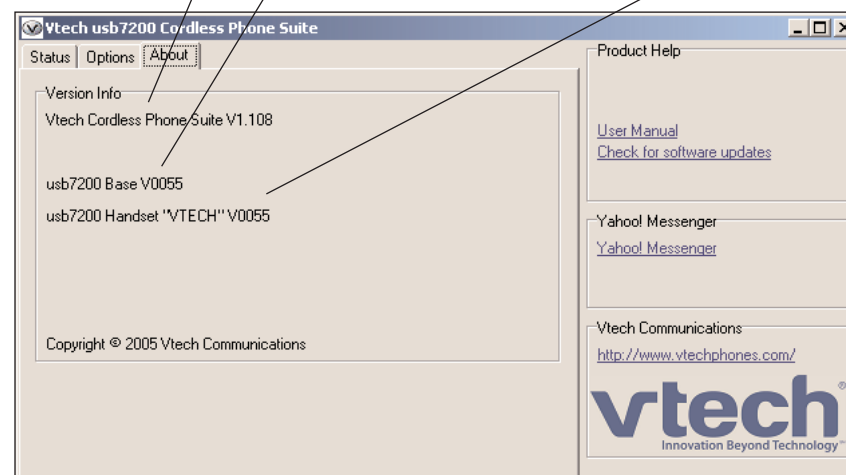 Vtech usb7200 Cordless Phone Suite
Status Options About
Version Info
Vtech Cordless Phone Suite V1.108
usb7200 Base V0055
usb7200 Handset "VTECH" V0055
Copyright © 2005 Vtech Communications
Product Help
User Manual
Check for software updates
Yahoo! Messenger
Yahoo! Messenger
Vtech Communications
http://www.vtechphones.com/
vtech®
Innovation Beyond Technology™